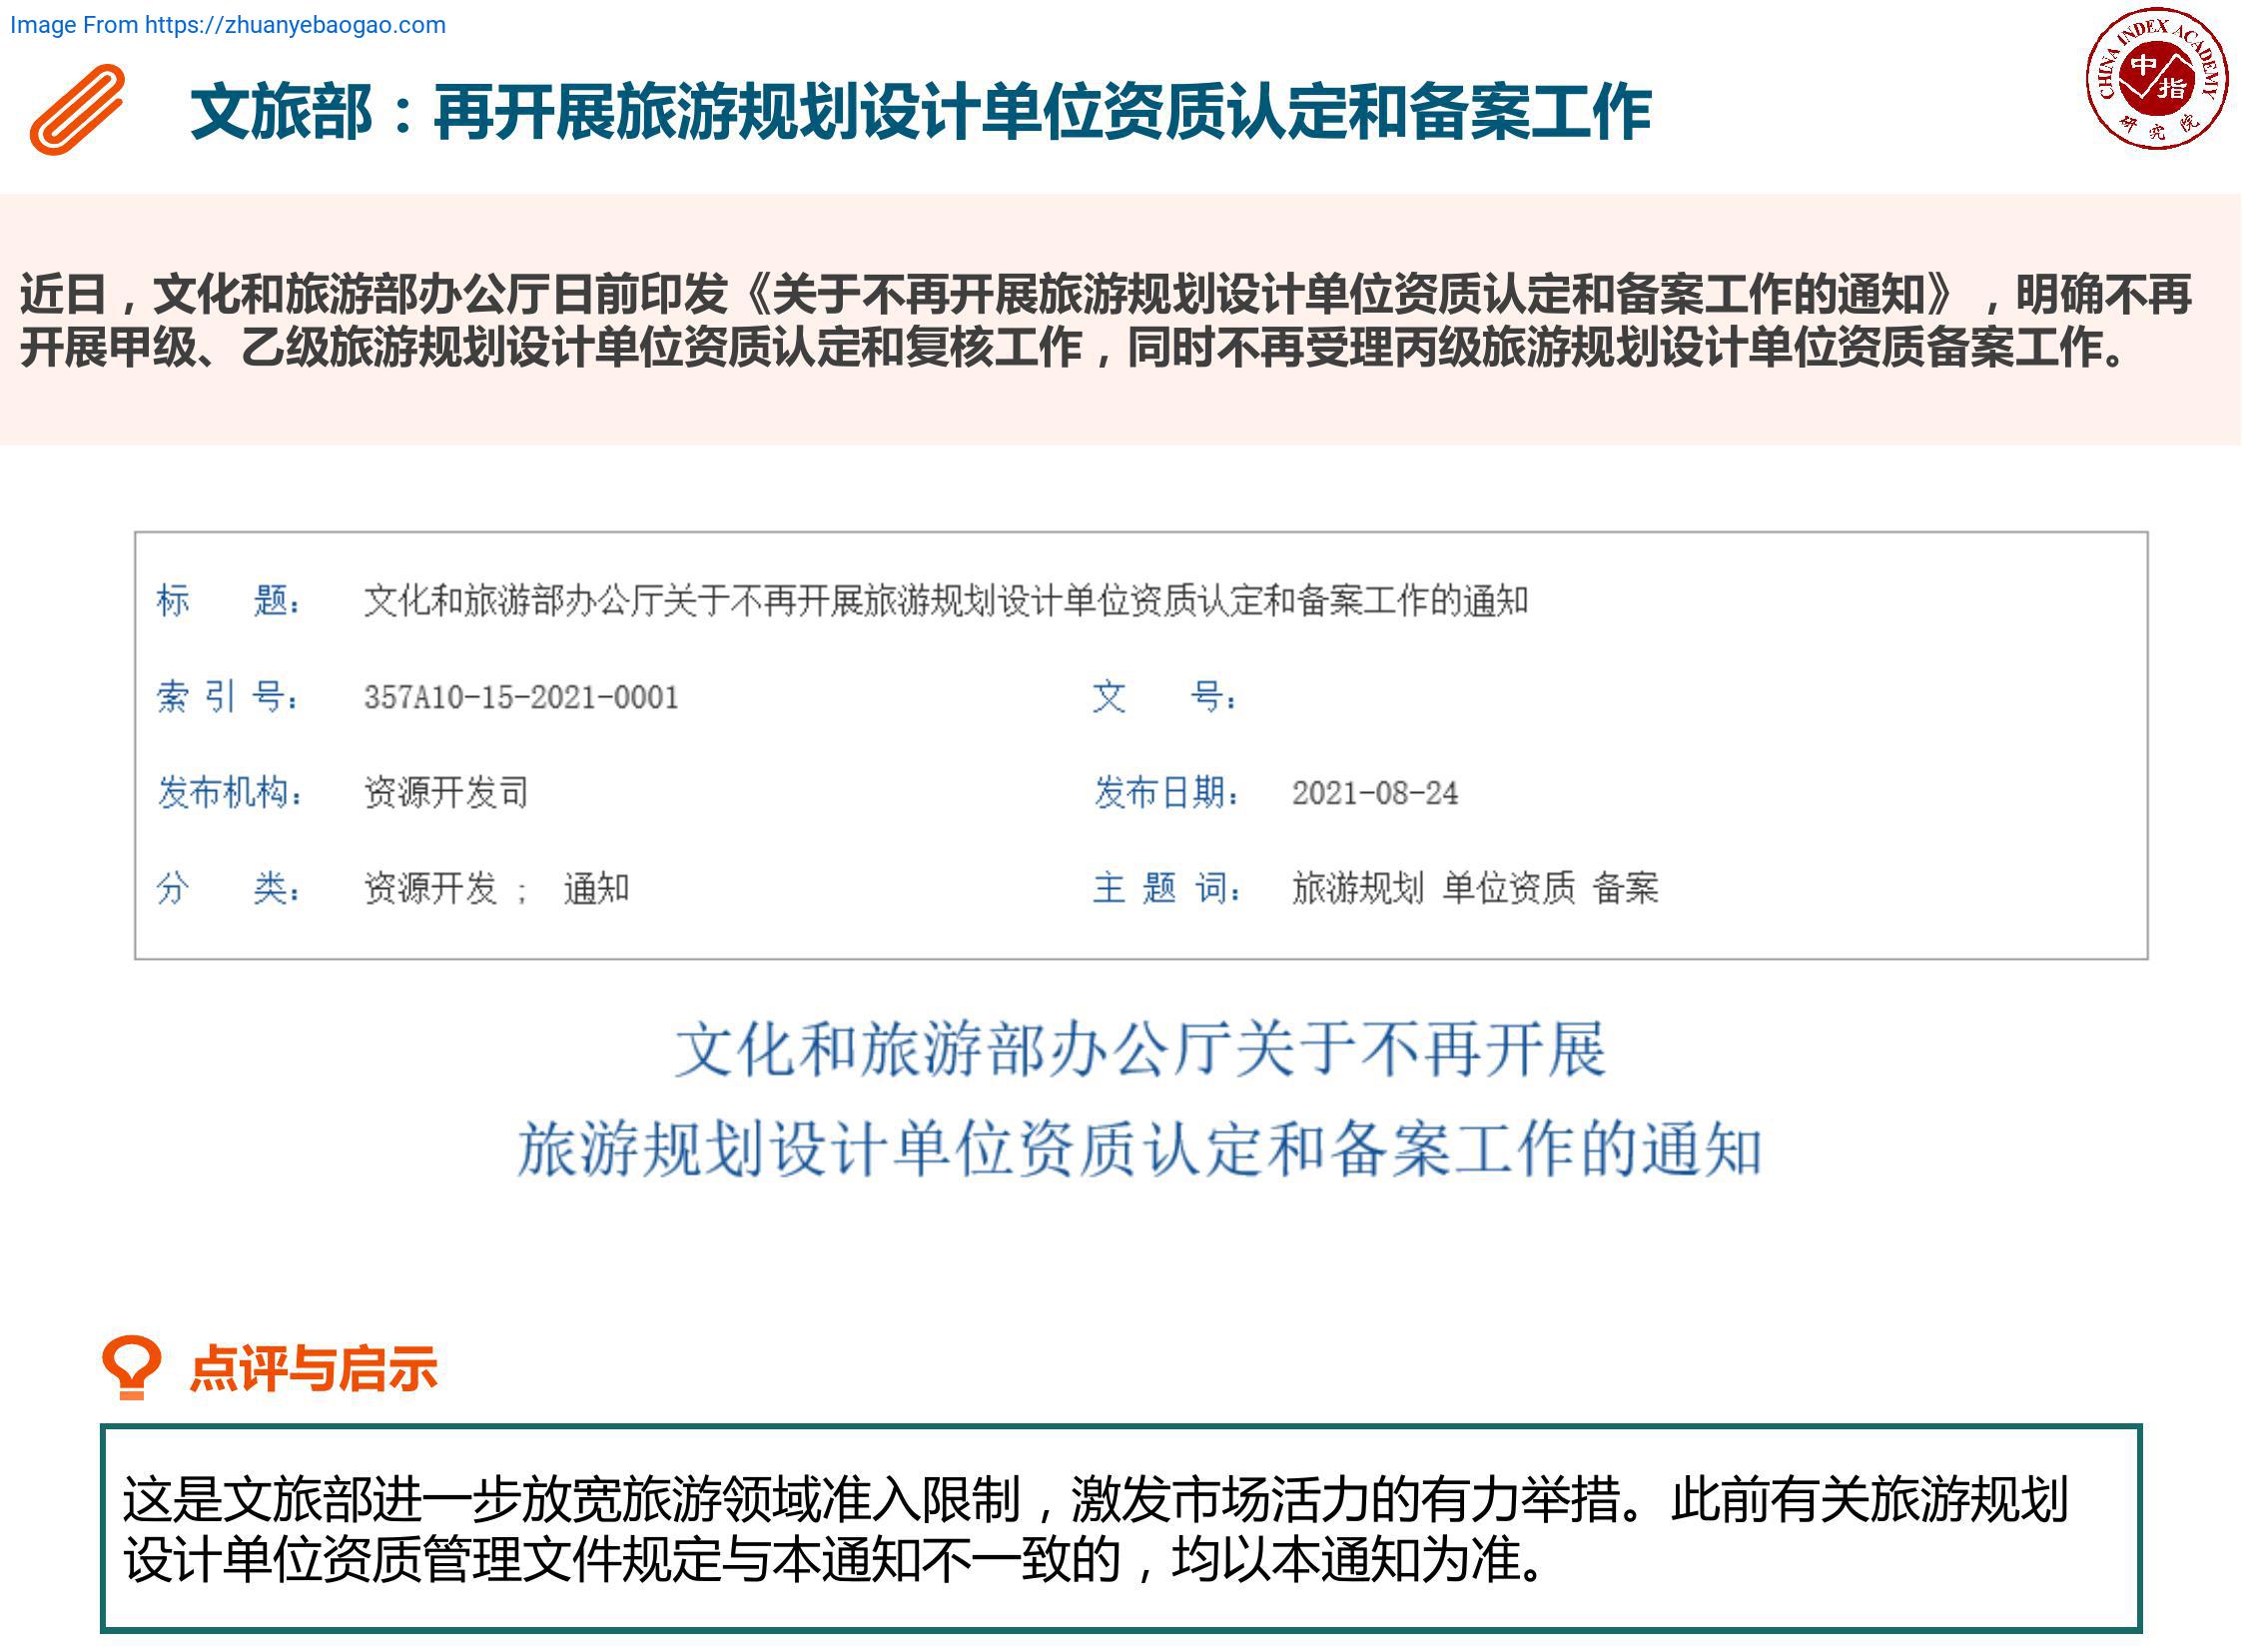 Image From https://zhuanyebaogao.com
CHINA INDEX ACADEMY
中指
研究院
文旅部：再开展旅游规划设计单位资质认定和备案工作
近日，文化和旅游部办公厅日前印发《关于不再开展旅游规划设计单位资质认定和备案工作的通知》，明确不再
开展甲级、乙级旅游规划设计单位资质认定和复核工作，同时不再受理丙级旅游规划设计单位资质备案工作。
标 题： 文化和旅游部办公厅关于不再开展旅游规划设计单位资质认定和备案工作的通知
索 引 号： 357A10-15-2021-0001 文 号：
发布机构： 资源开发司 发布日期： 2021-08-24
分 类： 资源开发 ； 通知 主 题 词： 旅游规划 单位资质 备案
文化和旅游部办公厅关于不再开展
旅游规划设计单位资质认定和备案工作的通知
点评与启示
这是文旅部进一步放宽旅游领域准入限制，激发市场活力的有力举措。此前有关旅游规划
设计单位资质管理文件规定与本通知不一致的，均以本通知为准。